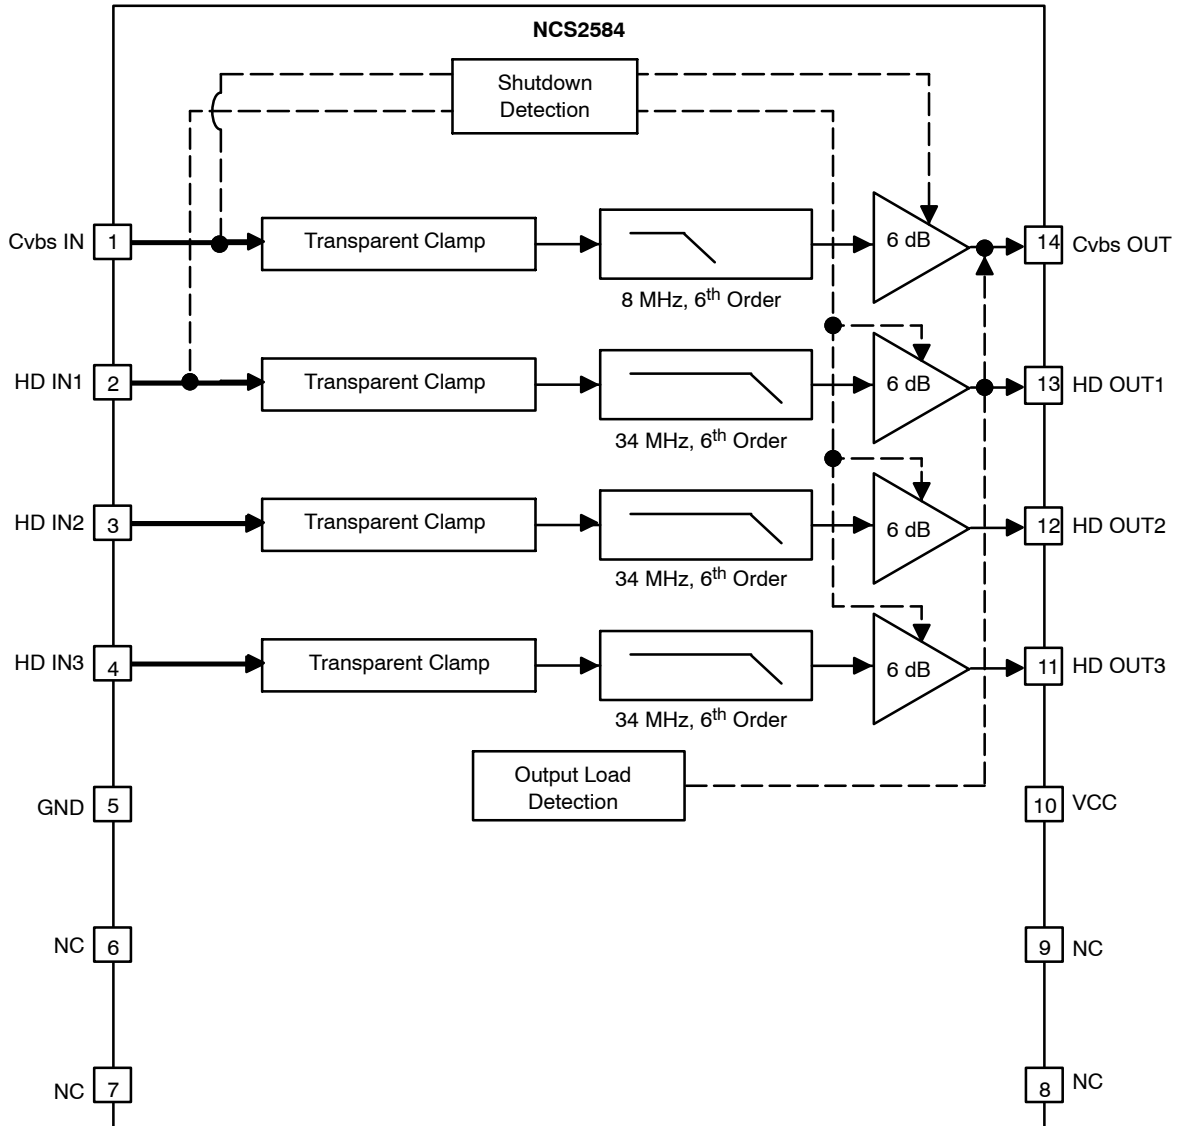 NCS2584
Shutdown
Detection
Cvbs IN
1
Transparent Clamp
6 dB
14
Cvbs OUT
8 MHz, 6th Order
HD IN1
2
Transparent Clamp
6 dB
13
HD OUT1
34 MHz, 6th Order
HD IN2
3
Transparent Clamp
6 dB
12
HD OUT2
34 MHz, 6th Order
HD IN3
4
Transparent Clamp
6 dB
11
HD OUT3
34 MHz, 6th Order
Output Load
Detection
GND
5
10
VCC
NC
6
9
NC
NC
7
8
NC